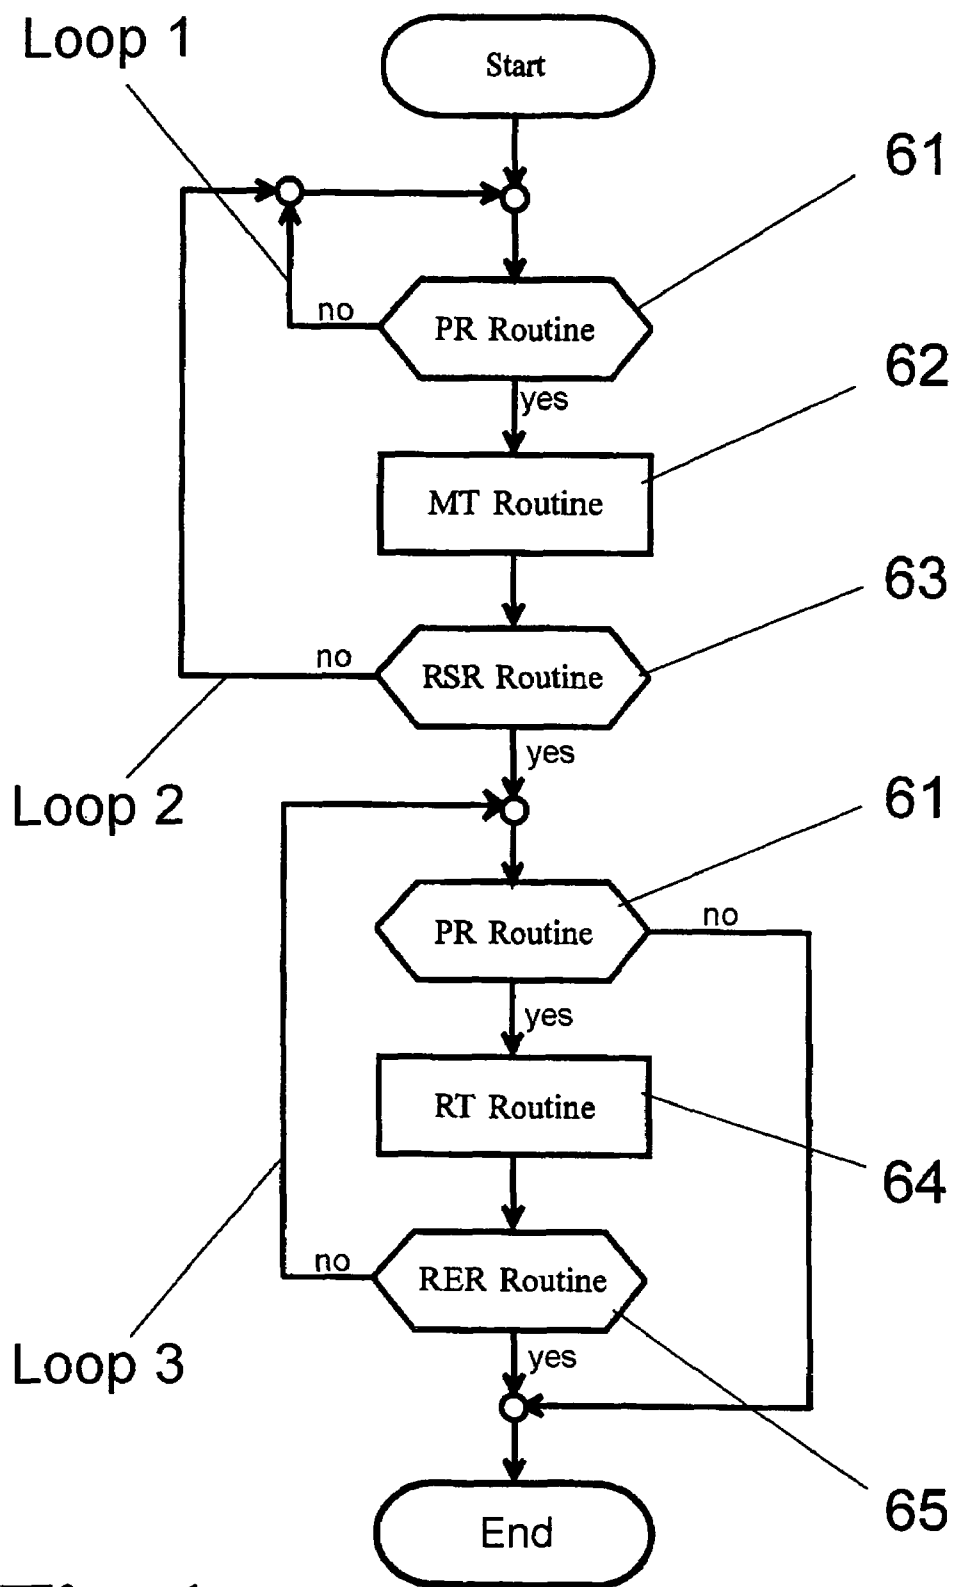 Loop 1
Start
61
no
PR Routine
yes
62
MT Routine
63
no
RSR Routine
yes
Loop 2
61
PR Routine
no
yes
RT Routine
64
no
RER Routine
Loop 3
yes
End
65